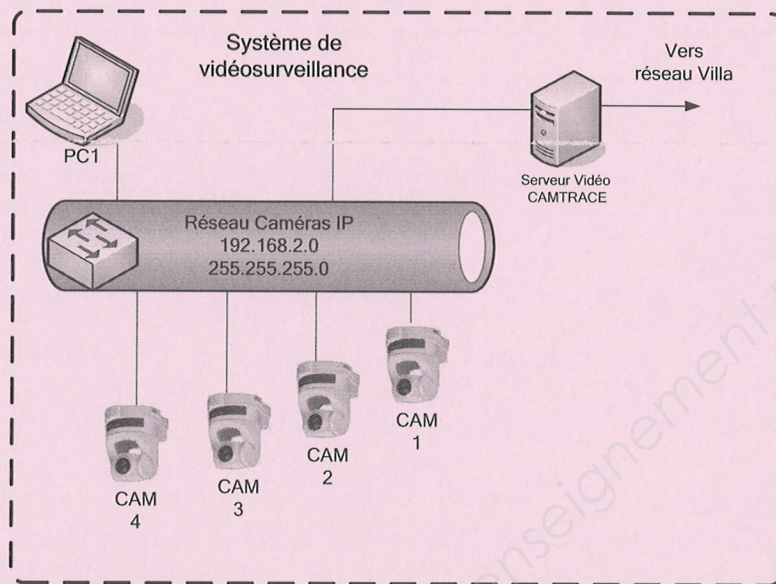 Système de
vidéosurveillance
Vers
réseau Villa
PC1
Serveur Vidéo
CAMTRACE
Réseau Caméras IP
192.168.2.0
255.255.255.0
CAM
1
CAM
2
CAM
3
CAM
4
enseignement